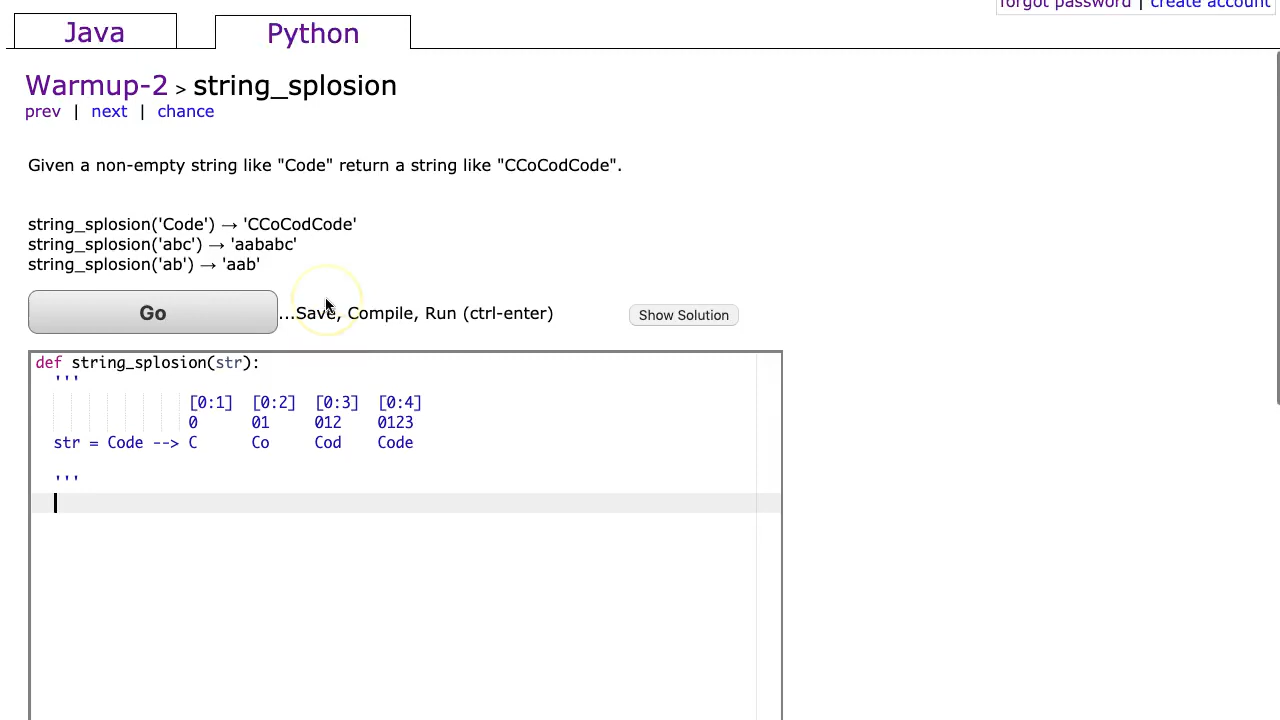 forgot password | create account
Java Python
Warmup-2 > string_splosion
prev | next | chance
Given a non-empty string like "Code" return a string like "CCoCodCode".
string_splosion('Code') → 'CCoCodCode'
string_splosion('abc') → 'aababc'
string_splosion('ab') → 'aab'
Go ...Save, Compile, Run (ctrl-enter) Show Solution
def string_splosion(str):
'''
[0:1] [0:2] [0:3] [0:4]
0 01 012 0123
str = Code --> C Co Cod Code
'''